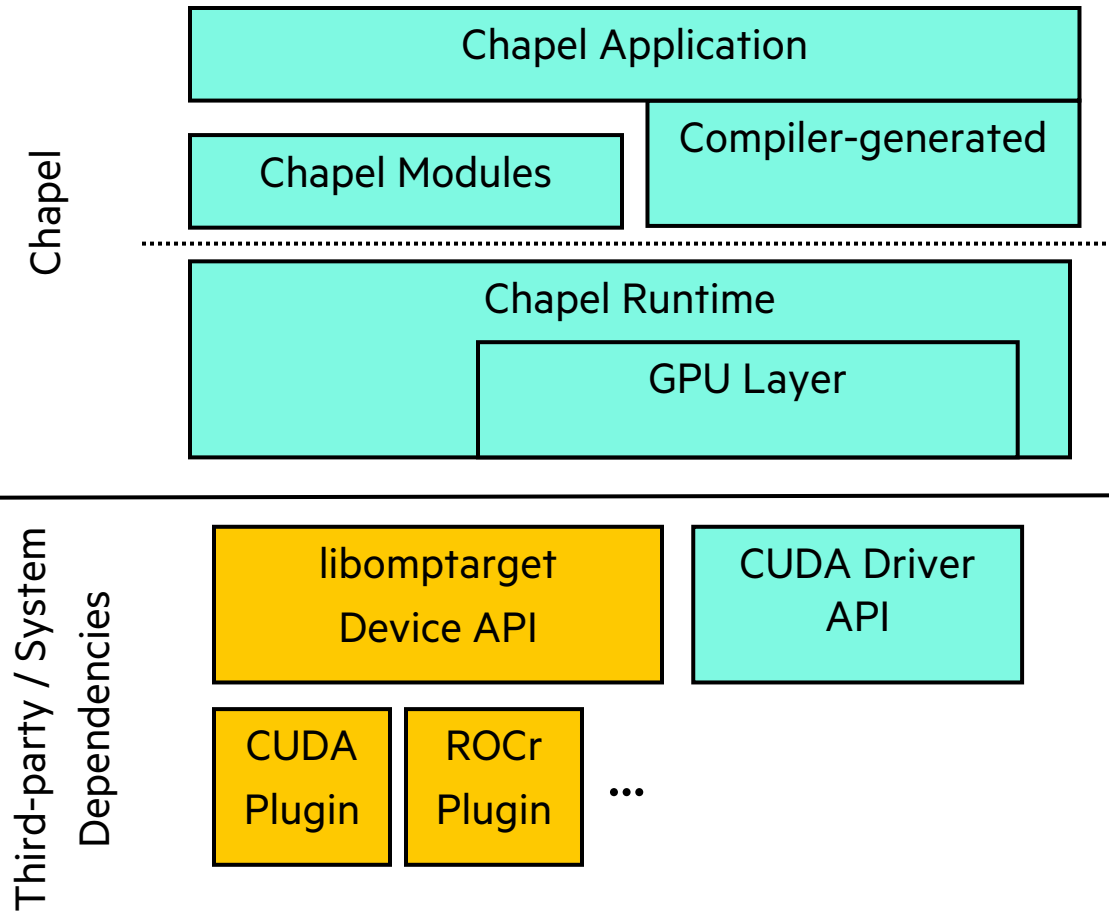 Chapel Application
Compiler-generated
Chapel Modules
Chapel
Chapel Runtime
GPU Layer
libomptarget
Device API
CUDA Driver
API
Third-party / System
Dependencies
CUDA
Plugin
ROCr
Plugin
...